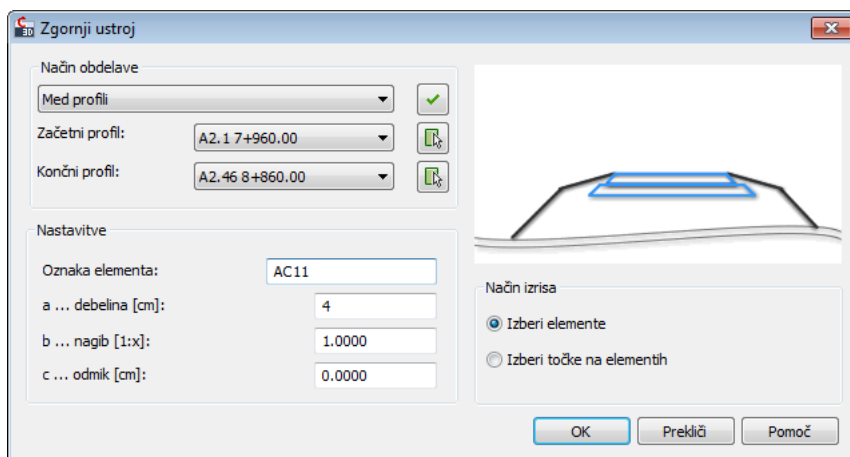 Zgornji ustroj
Način obdelave
Med profili
Začetni profil: A2.1 7+960.00
Končni profil: A2.46 8+860.00
Nastavitve
Oznaka elementa: AC11
a ... debelina [cm]: 4
b ... nagib [1:x]: 1.0000
c ... odmik [cm]: 0.0000
Način izrisa
Izberi elemente
Izberi točke na elementih
OK Prekliči Pomoč